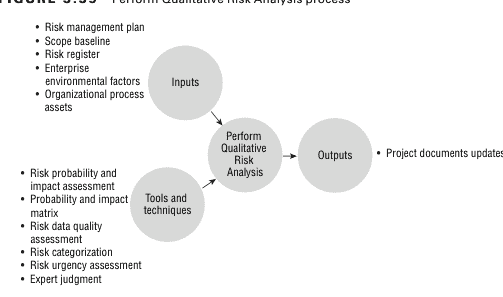 FIGURE 3.39 Perform Qualitative Risk Analysis process
• Risk management plan
• Scope baseline
• Risk register
• Enterprise
environmental factors
• Organizational process
assets
Inputs
Perform
Qualitative
Risk
Analysis
Outputs
• Project documents updates
• Risk probability and
impact assessment
• Probability and impact
matrix
• Risk data quality
assessment
• Risk categorization
• Risk urgency assessment
• Expert judgment
Tools and
techniques